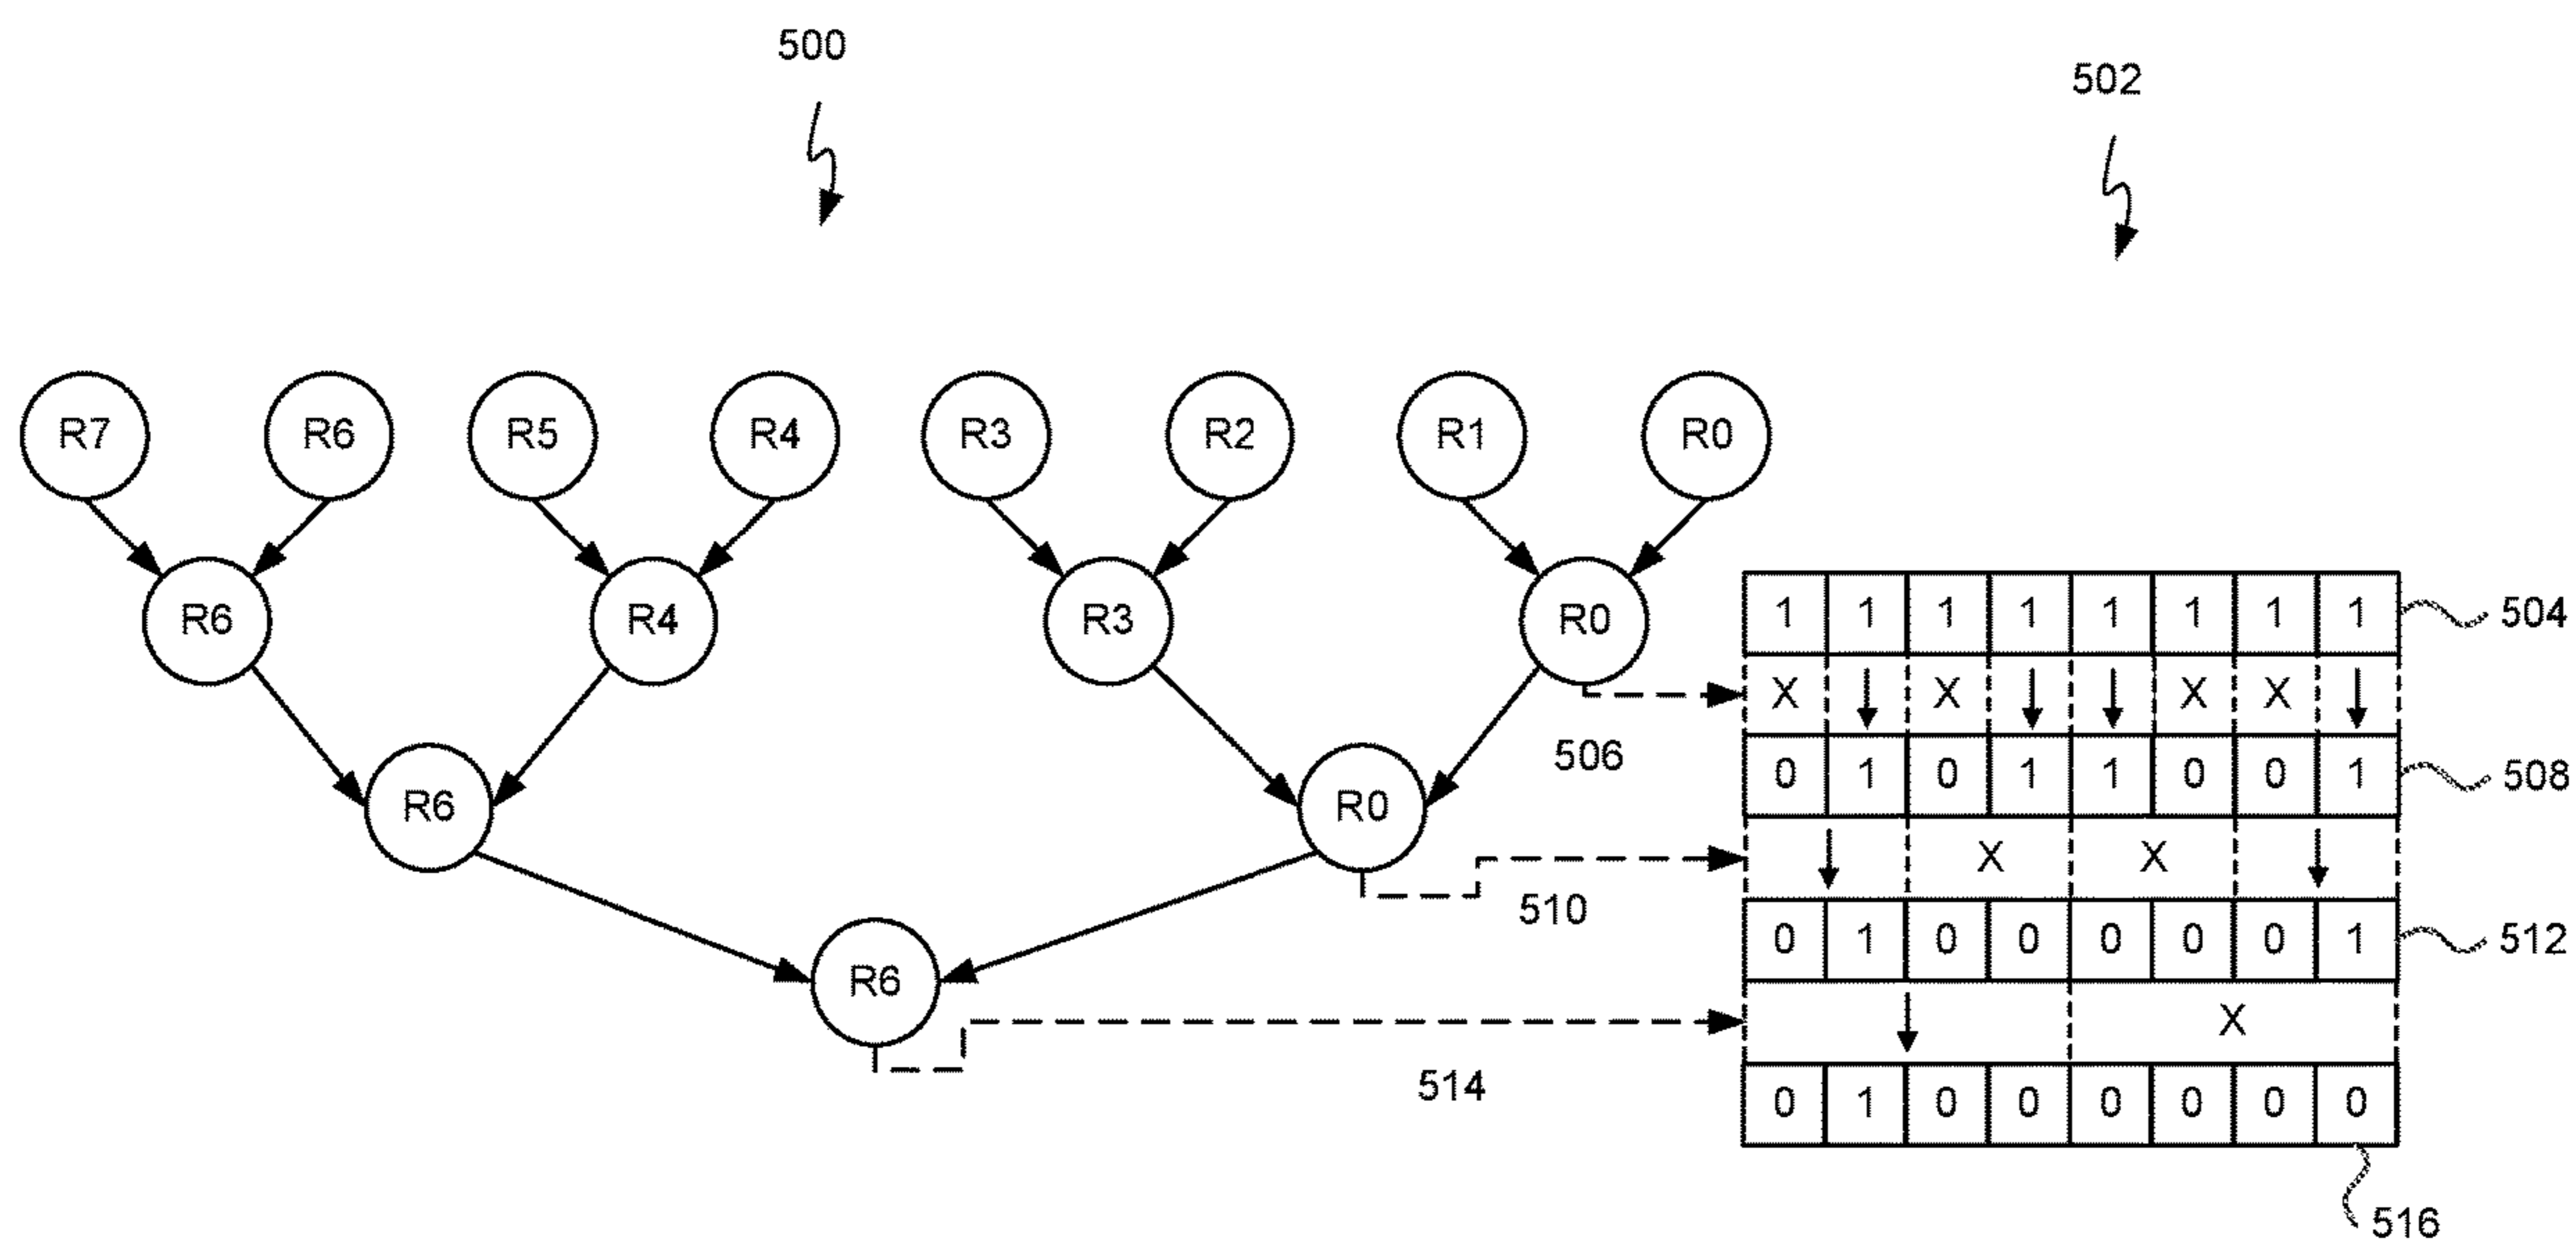 500
502
R7 R6 R5 R4 R3 R2 R1 R0
R6 R4 R3 R0
1 1 1 1 1 1 1 1 504
X X X X
506
R6 R0
0 1 0 1 1 0 0 1 508
X X
510
0 1 0 0 0 0 0 1 512
R6
X
514
0 1 0 0 0 0 0 0
516